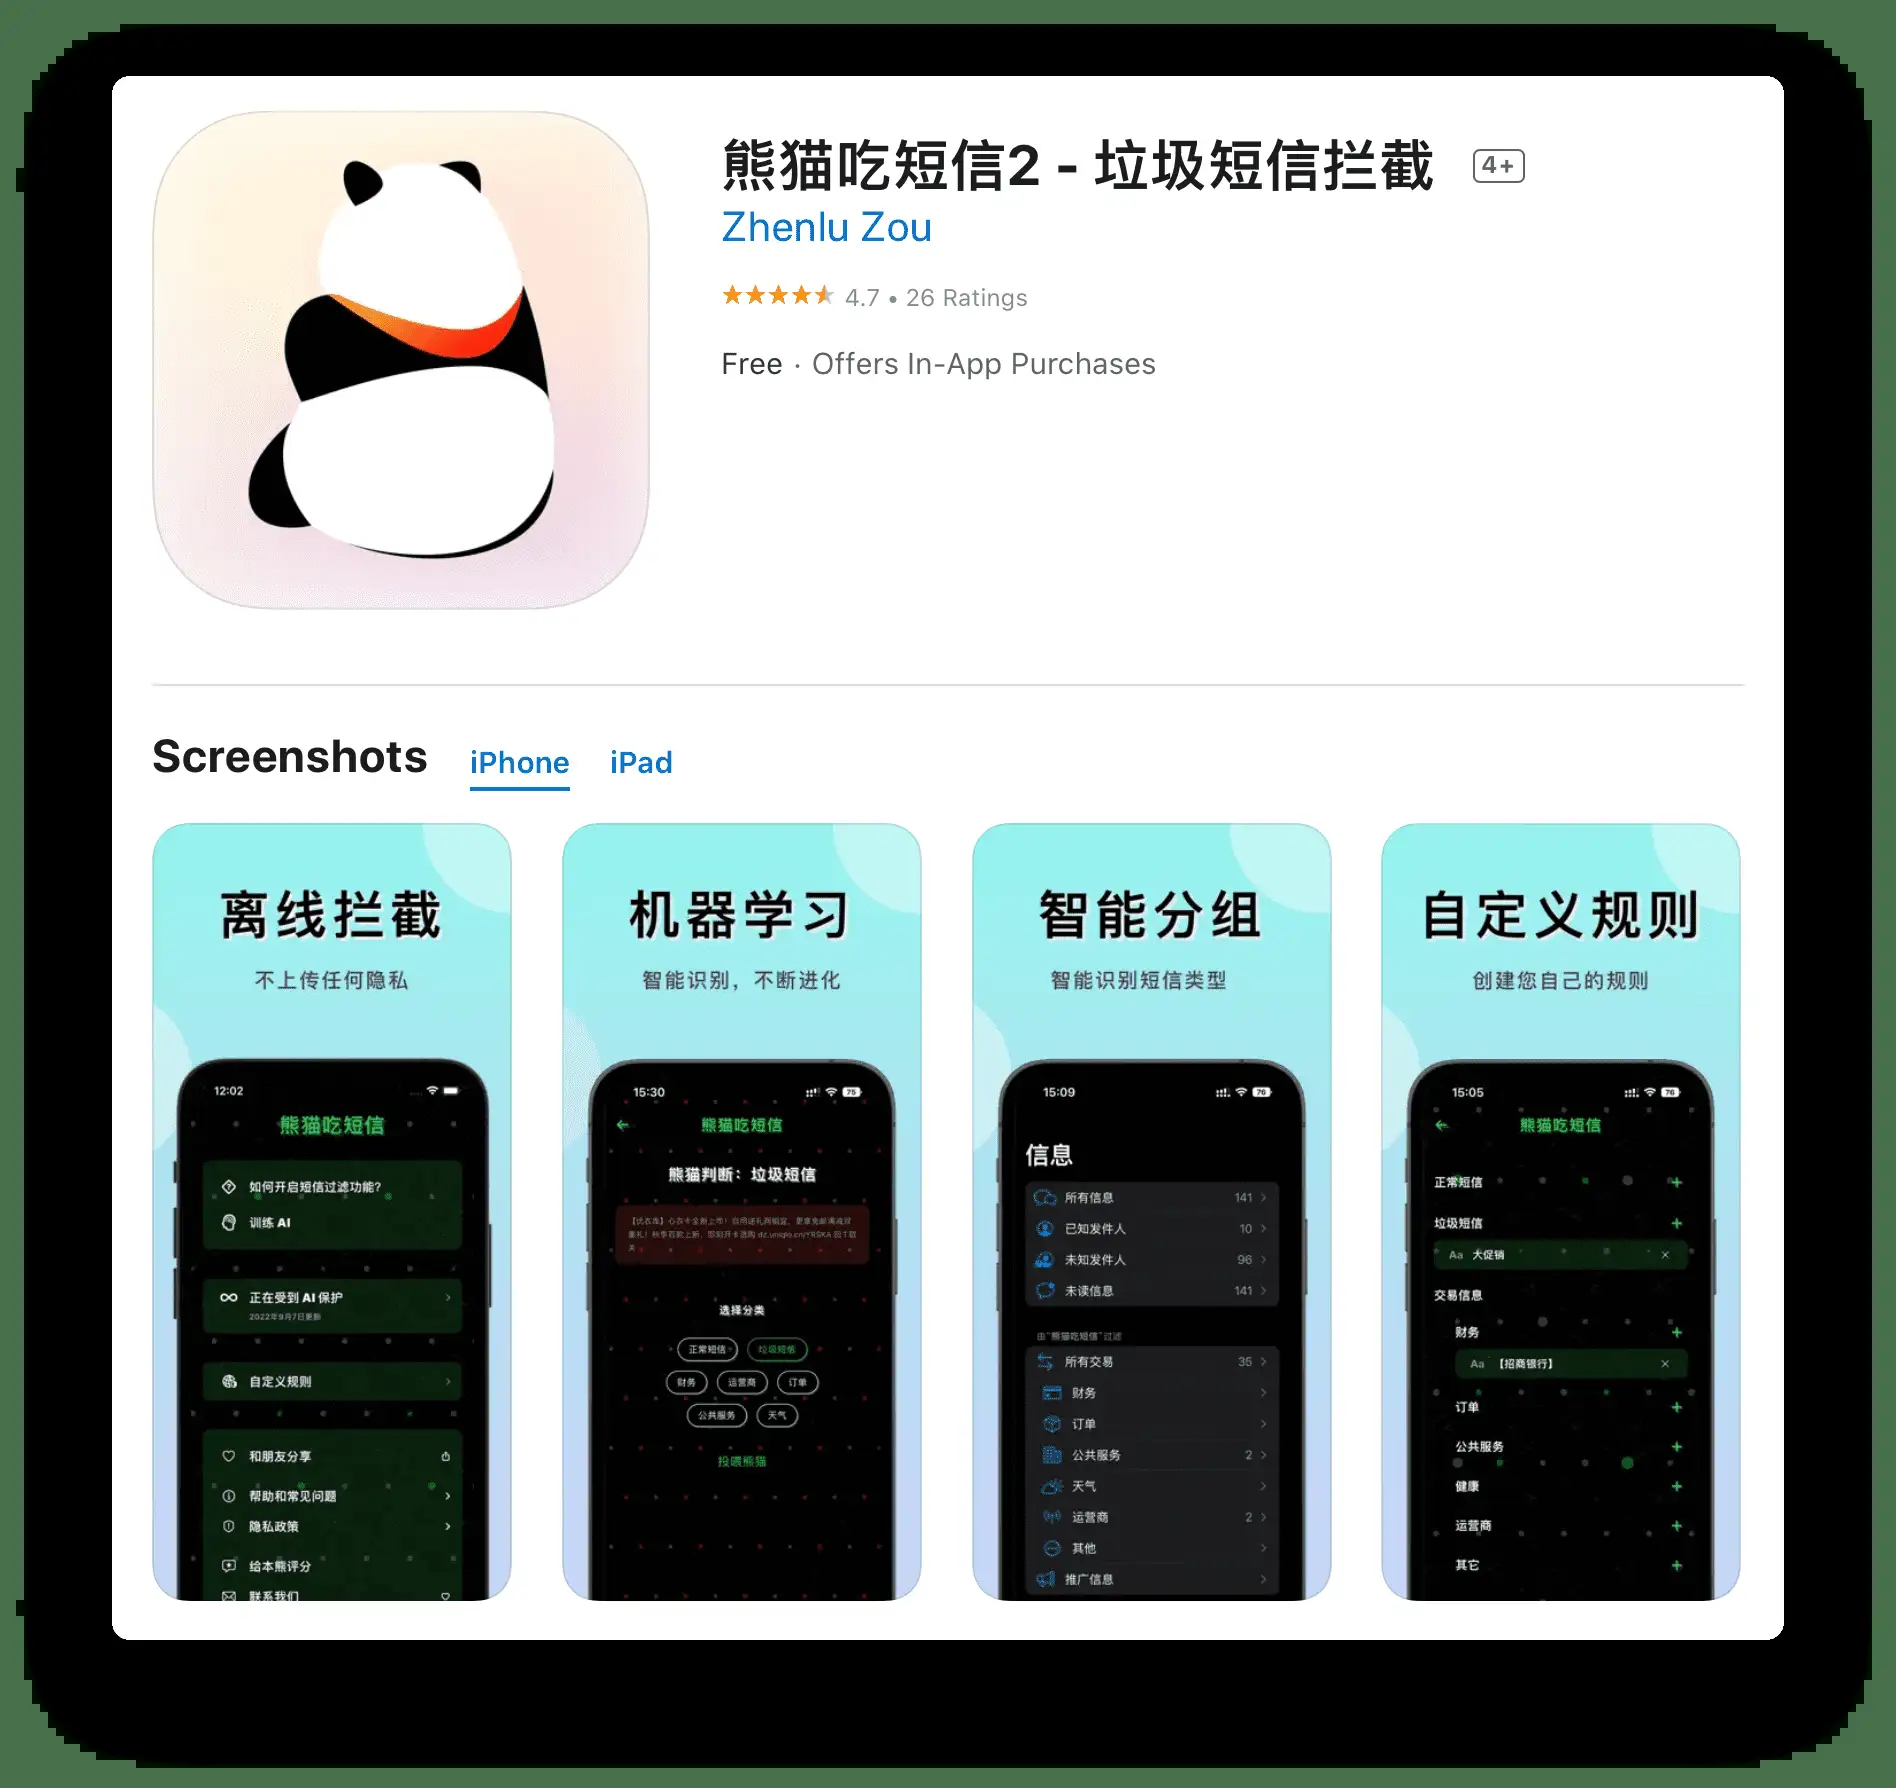 熊猫吃短信2 - 垃圾短信拦截 4+
Zhenlu Zou
4.7 • 26 Ratings
Free · Offers In-App Purchases
Screenshots iPhone iPad
离线拦截
不上传任何隐私
12:02
熊猫吃短信
如何开启短信过滤功能?
训练 AI
正在受到 AI 保护
2022年9月7日更新
自定义规则
和朋友分享
帮助和常见问题
隐私政策
给本熊评分
联系我们
机器学习
智能识别，不断进化
15:30
75
熊猫吃短信
熊猫判断：垃圾短信
选择分类
正常短信 垃圾短信
财务 运营商 订单
公共服务 天气
投喂熊猫
智能分组
智能识别短信类型
15:09
76
信息
所有信息 141
已知发件人 10
未知发件人 96
未读信息 141
由“熊猫吃短信”过滤
所有交易 35
财务
订单
公共服务 2
天气
运营商 2
其他
推广信息
自定义规则
创建您自己的规则
15:05
76
熊猫吃短信
正常短信
垃圾短信
Aa 大促销
交易信息
财务
Aa 【招商银行】
订单
公共服务
健康
运营商
其它